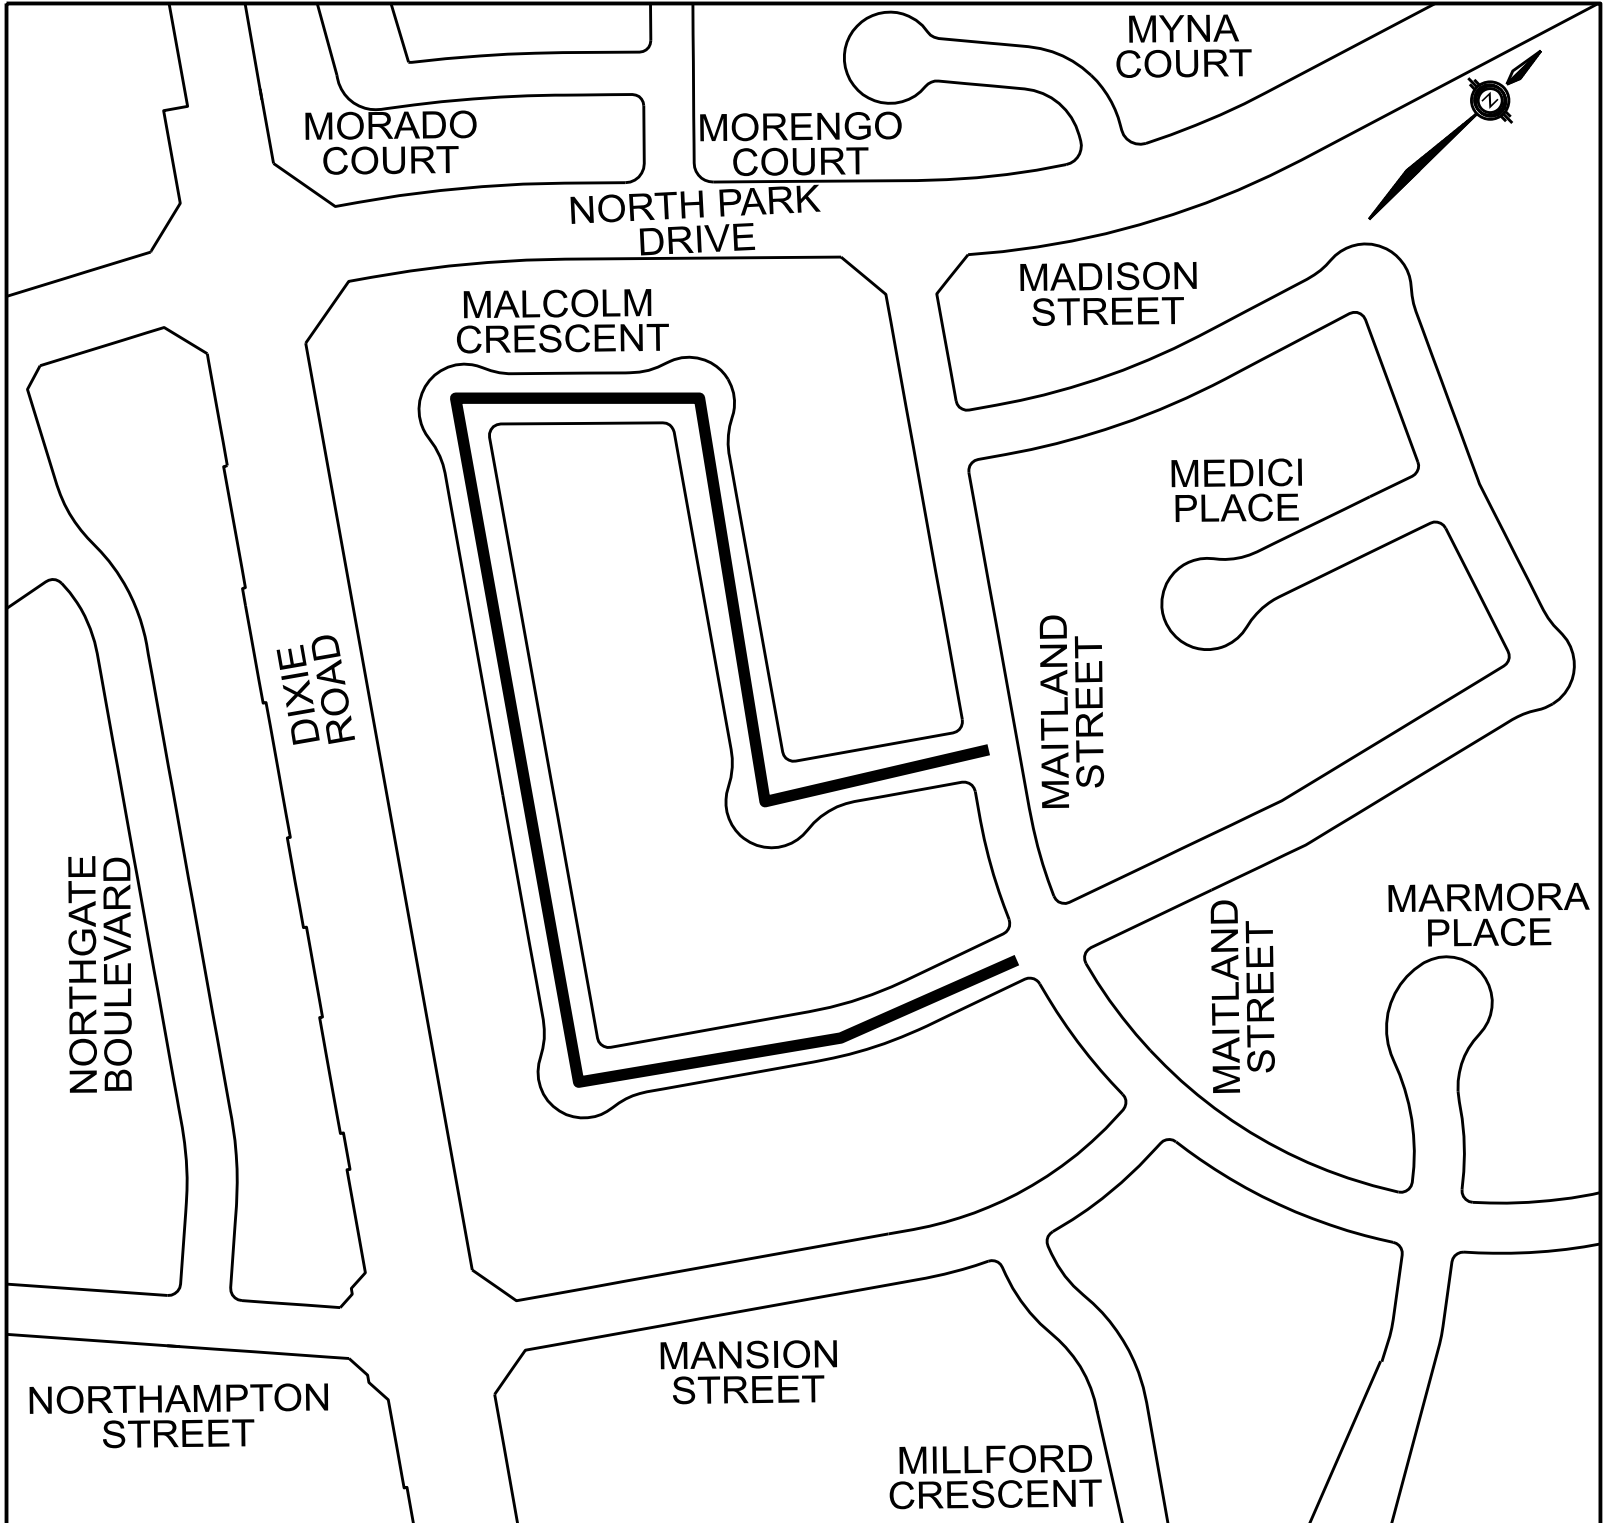 MYNA
COURT
MORADO
COURT
MORENGO
COURT
N
NORTH PARK
DRIVE
MADISON
STREET
MALCOLM
CRESCENT
MEDICI
PLACE
DIXIE
ROAD
MAITLAND
STREET
NORTHGATE
BOULEVARD
MARMORA
PLACE
MAITLAND
STREET
MANSION
STREET
NORTHAMPTON
STREET
MILLFORD
CRESCENT